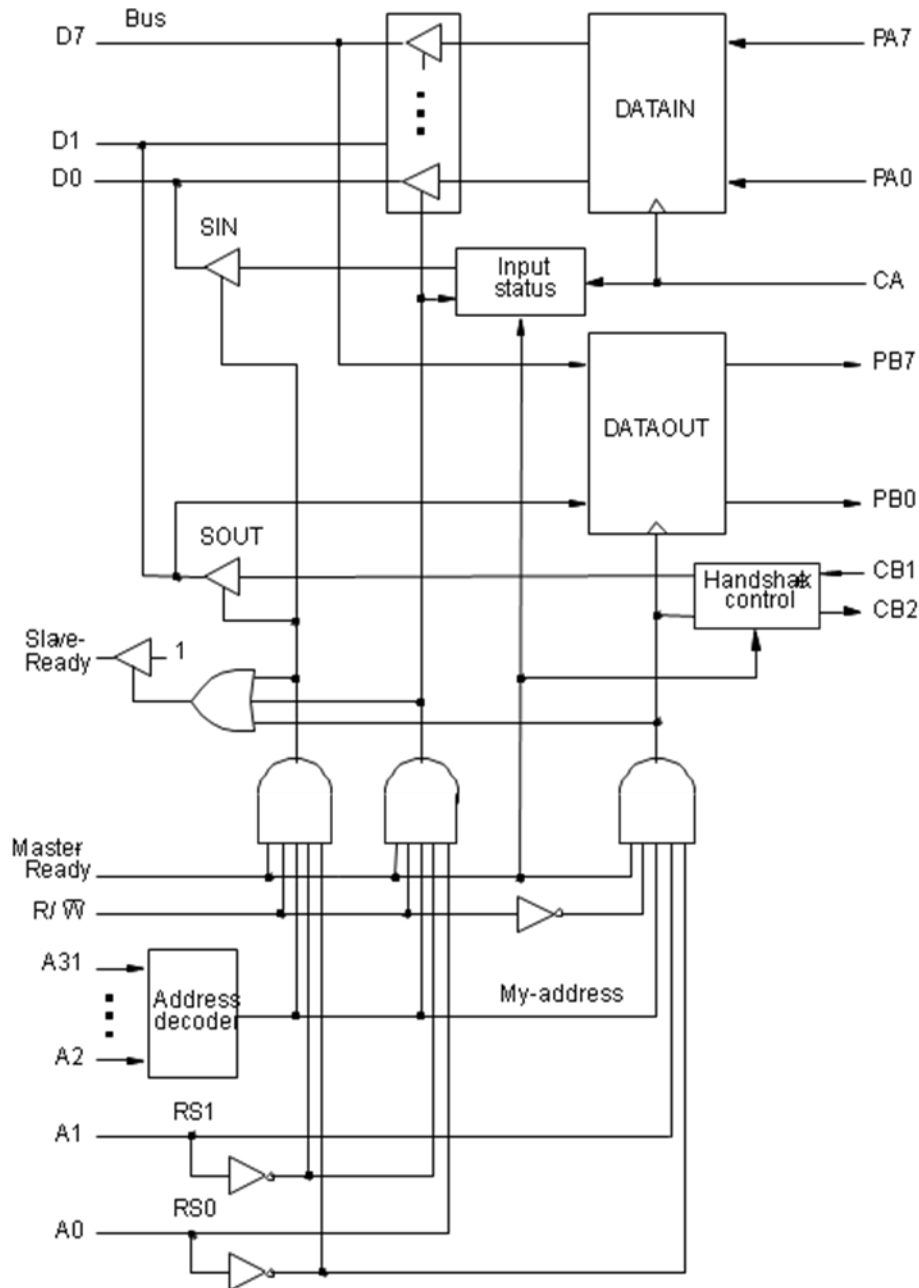 Bus
D7
PA7
DATAIN
D1
D0
PA0
SIN
Input
status
CA
PB7
DATAOUT
PB0
SOUT
Handshak
control
CB1
CB2
Slave-
Ready
1
Master
Ready
R/W
A31
Address
decoder
My-address
A2
RS1
A1
RS0
A0